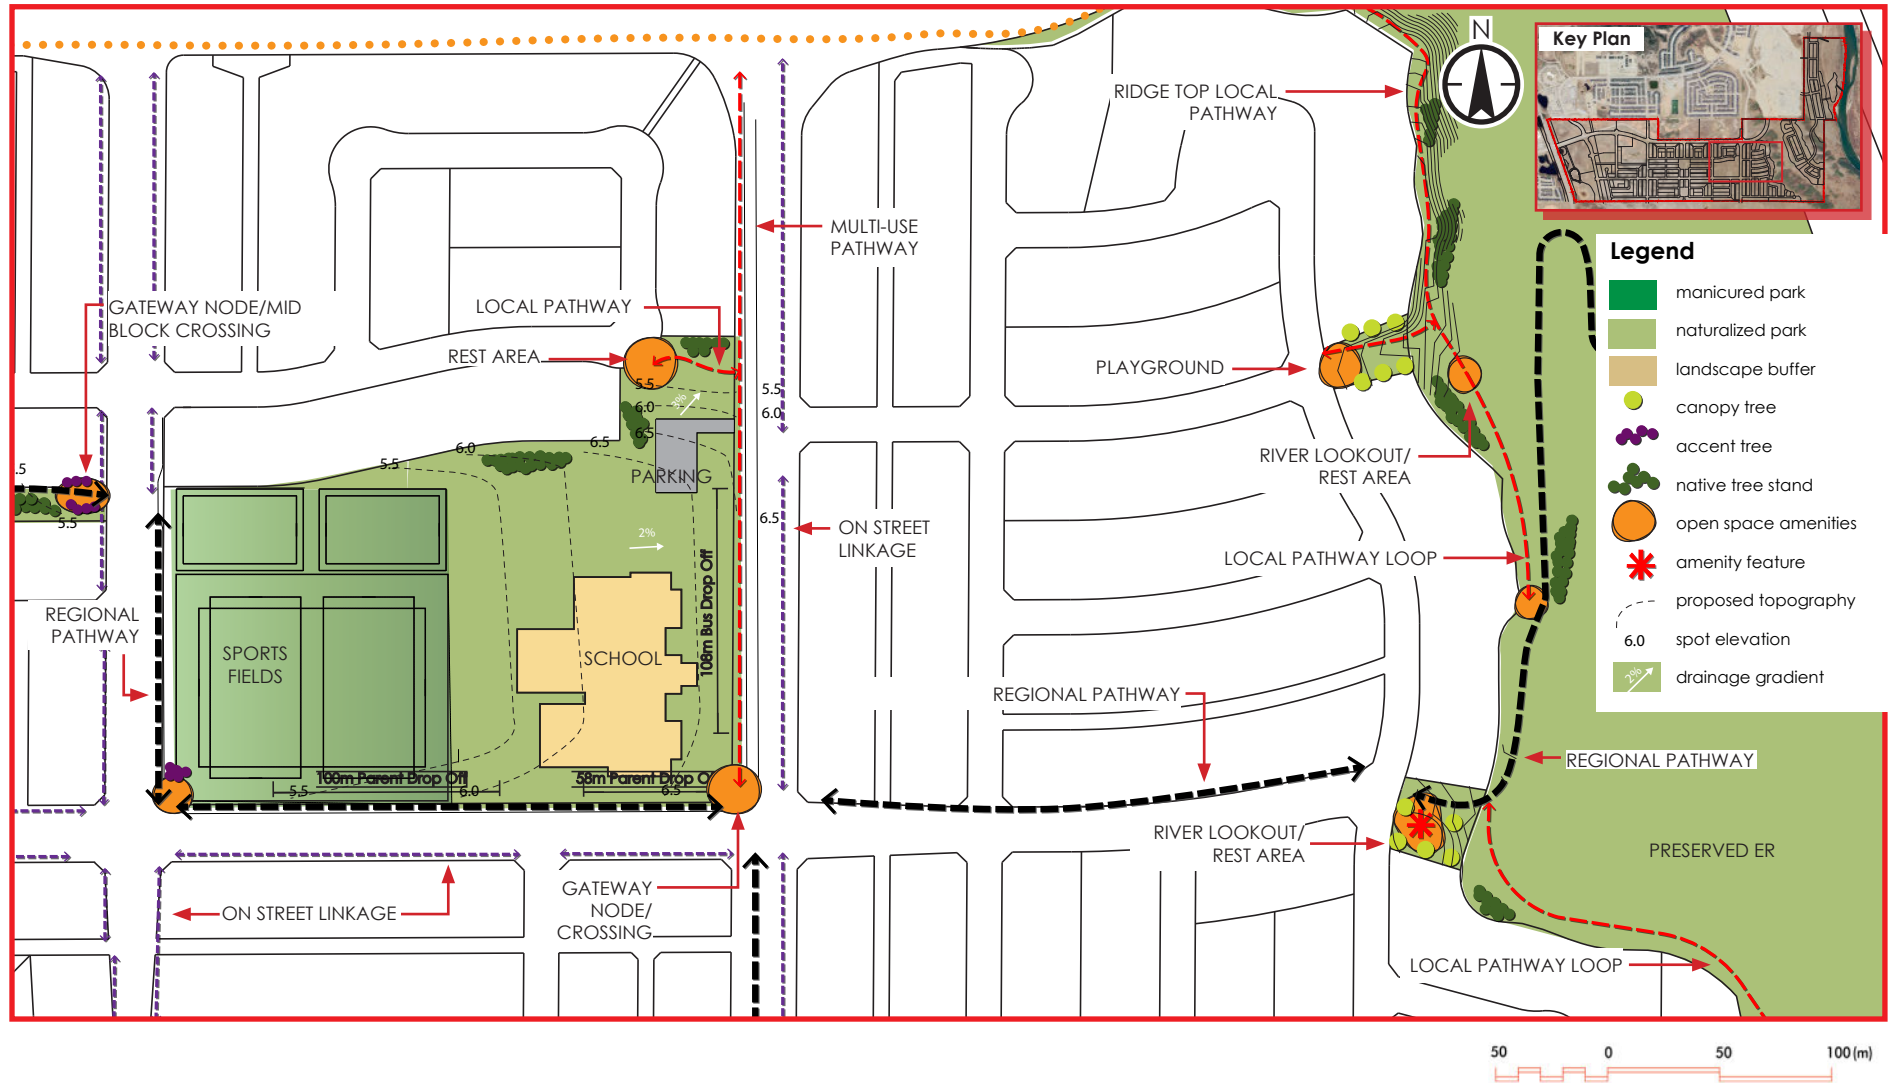 N
Key Plan
RIDGE TOP LOCAL
PATHWAY
MULTI-USE
PATHWAY
Legend
manicured park
naturalized park
landscape buffer
canopy tree
accent tree
native tree stand
open space amenities
amenity feature
proposed topography
6.0
spot elevation
2%
drainage gradient
GATEWAY NODE/MID
BLOCK CROSSING
LOCAL PATHWAY
REST AREA
PLAYGROUND
5.5
5.5
6.0
6.0
3%
6.5
6.5
6.0
5.5
.5
5.5
PARKING
6.5
2%
ON STREET
LINKAGE
RIVER LOOKOUT/
REST AREA
LOCAL PATHWAY LOOP
REGIONAL
PATHWAY
SPORTS
FIELDS
SCHOOL
108m Bus Drop Off
REGIONAL PATHWAY
REGIONAL PATHWAY
100m Parent Drop Off
58m Parent Drop Of
5.5
6.0
6.5
RIVER LOOKOUT/
REST AREA
PRESERVED ER
GATEWAY
NODE/
CROSSING
ON STREET LINKAGE
LOCAL PATHWAY LOOP
50
0
50
100 (m)